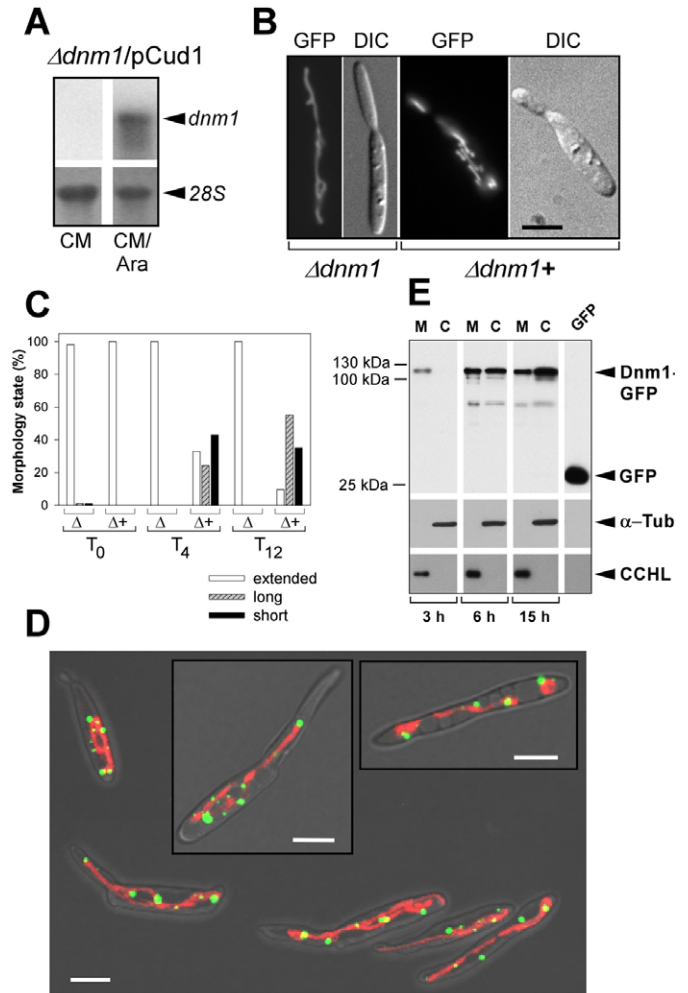 A
Δdnm1/pCud1
dnm1
28S
CM
CM/
Ara
B
GFP DIC GFP DIC
Δdnm1 Δdnm1+
C
Morphology state (%)
100
80
60
40
20
0
Δ Δ+ Δ Δ+ Δ Δ+
T0 T4 T12
extended
long
short
E
M C M C M C GFP
130 kDa
100 kDa
25 kDa
Dnm1-
GFP
GFP
α–Tub
CCHL
3 h 6 h 15 h
D